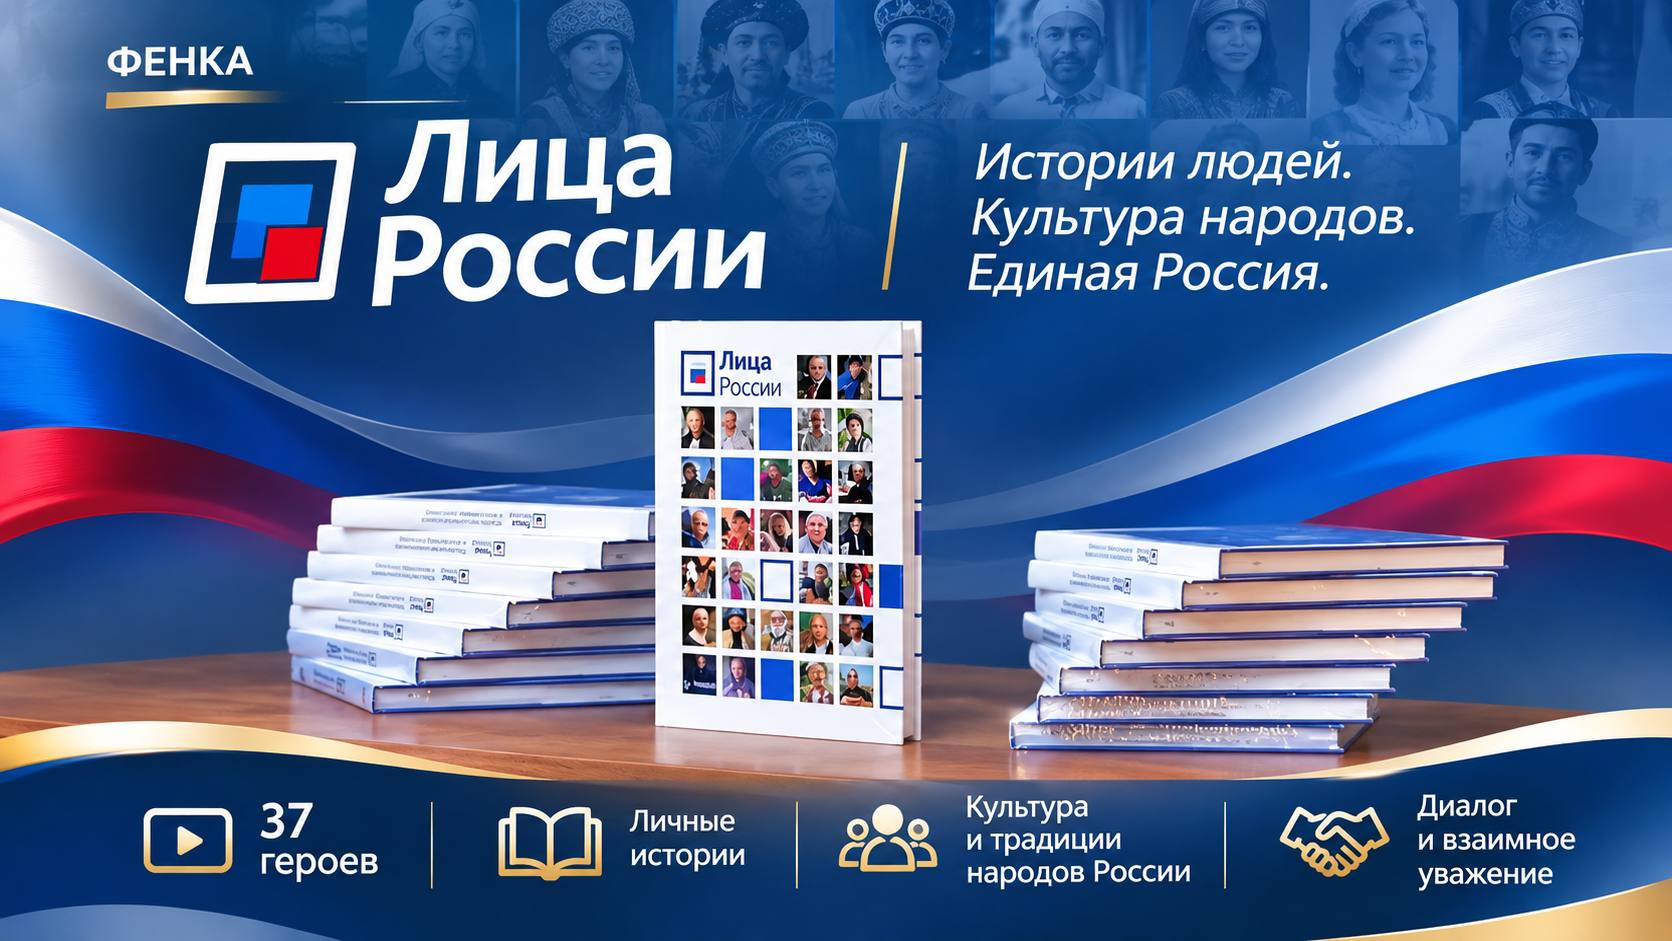 ФЕНКА
Лица
России
Истории людей.
Культура народов.
Единая Россия.
Лица
России
37
героев
Личные
истории
Культура
и традиции
народов России
Диалог
и взаимное
уважение